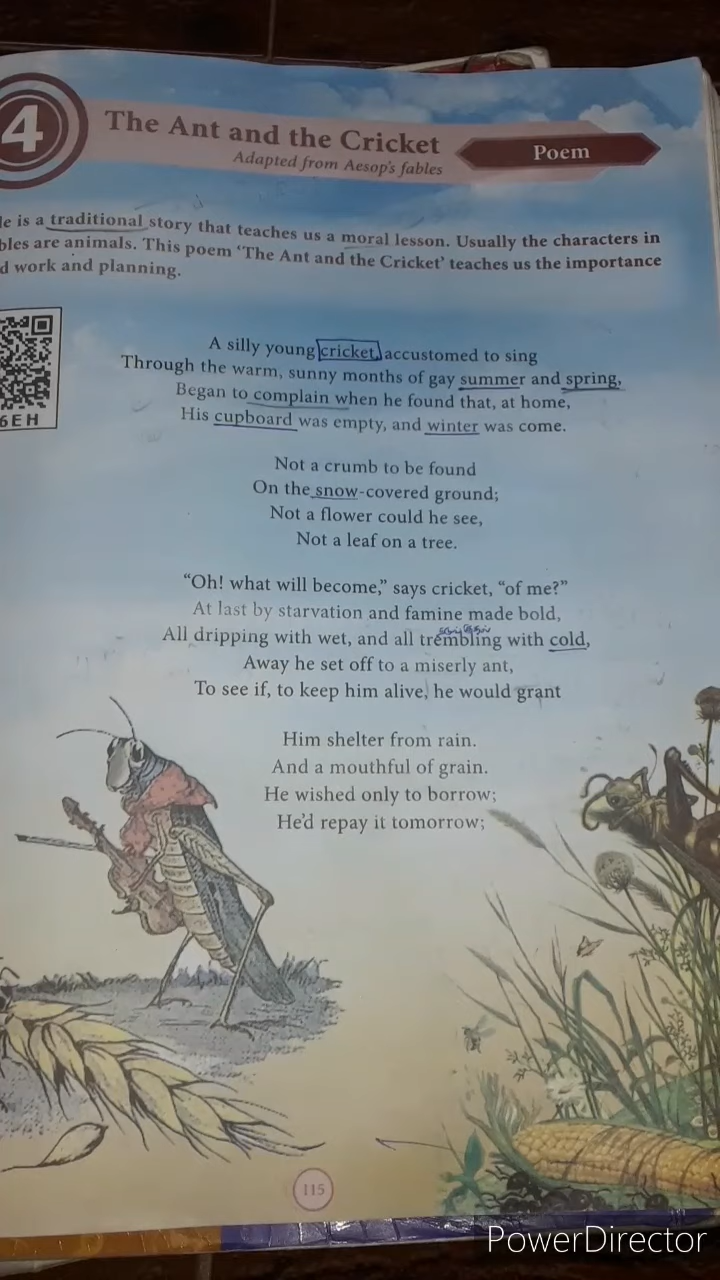 4
The Ant and the Cricket
Adapted from Aesop's fables
Poem
le is a traditional story that teaches us a moral lesson. Usually the characters in
bles are animals. This poem 'The Ant and the Cricket' teaches us the importance
d work and planning.
6EH
A silly young cricket, accustomed to sing
Through the warm, sunny months of gay summer and spring,
Began to complain when he found that, at home,
His cupboard was empty, and winter was come.
Not a crumb to be found
On the snow-covered ground;
Not a flower could he see,
Not a leaf on a tree.
"Oh! what will become," says cricket, "of me?"
At last by starvation and famine made bold,
All dripping with wet, and all trembling with cold,
Away he set off to a miserly ant,
To see if, to keep him alive, he would grant
Him shelter from rain.
And a mouthful of grain.
He wished only to borrow;
He'd repay it tomorrow;
115
PowerDirector